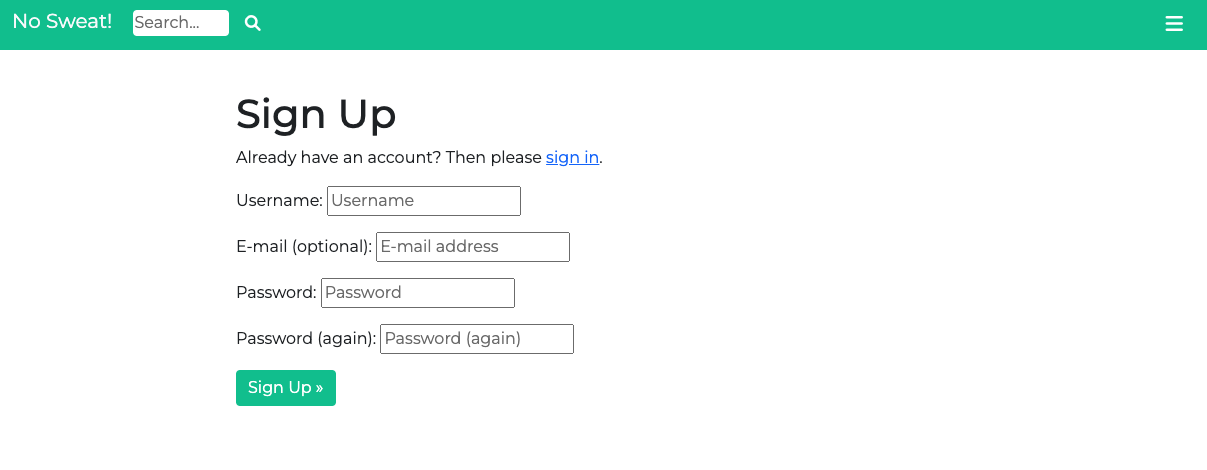 No Sweat! Search...
Sign Up
Already have an account? Then please sign in.
Username: Username
E-mail (optional): E-mail address
Password: Password
Password (again): Password (again)
Sign Up »